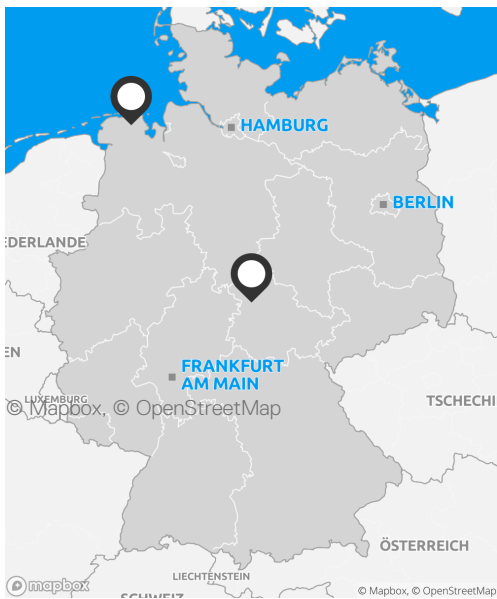 HAMBURG
BERLIN
EDERLANDE
EN
FRANKFURT
AM MAIN
LUXEMBURG
TSCHECHI
© Mapbox, © OpenStreetMap
ÖSTERREICH
LIECHTENSTEIN
mapbox
SCHWEIZ
© Mapbox, © OpenStreetMap